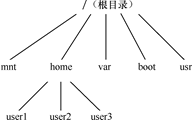 /（根目录）
mnt home var boot usr
user1 user2 user3